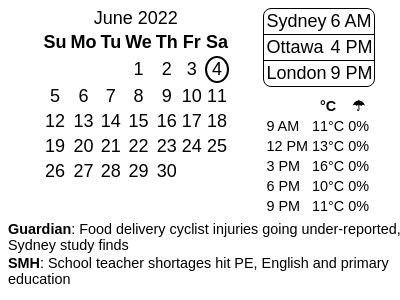 June 2022
Su Mo Tu We Th Fr Sa
1 2 3 4
5 6 7 8 9 10 11
12 13 14 15 16 17 18
19 20 21 22 23 24 25
26 27 28 29 30
Sydney 6 AM
Ottawa 4 PM
London 9 PM
°C ☂
9 AM 11°C 0%
12 PM 13°C 0%
3 PM 16°C 0%
6 PM 10°C 0%
9 PM 11°C 0%
Guardian: Food delivery cyclist injuries going under-reported,
Sydney study finds
SMH: School teacher shortages hit PE, English and primary
education